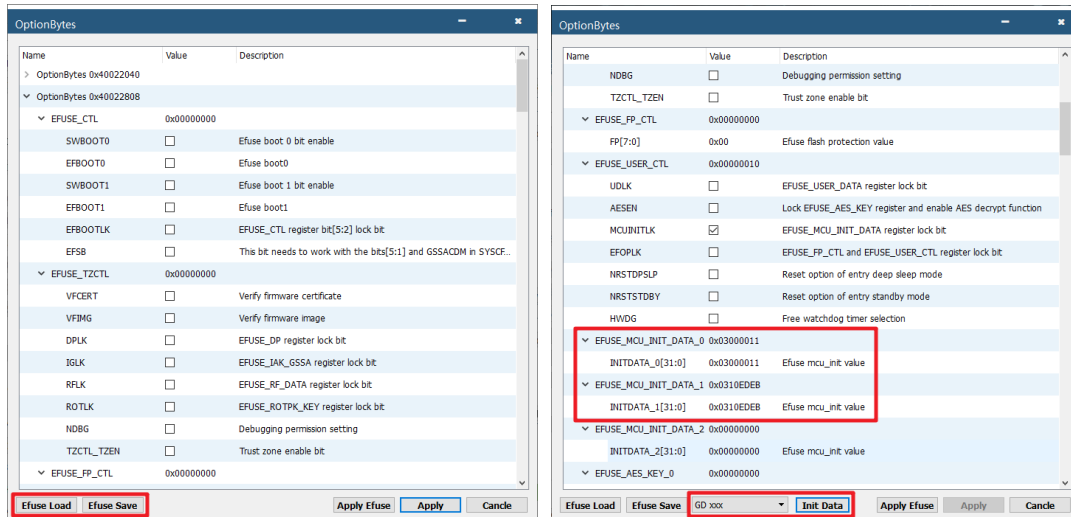 OptionBytes
Name Value Description
OptionBytes 0x40022040
OptionBytes 0x40022808
EFUSE_CTL 0x00000000
SWBOOT0 Efuse boot 0 bit enable
EFBOOT0 Efuse boot0
SWBOOT1 Efuse boot 1 bit enable
EFBOOT1 Efuse boot1
EFBOOTLK EFUSE_CTL register bit[5:2] lock bit
EFSB This bit needs to work with the bits[5:1] and GSSACDM in SYSCF...
EFUSE_TZCTL 0x00000000
VFCERT Verify firmware certificate
VFIMG Verify firmware image
DPLK EFUSE_DP register lock bit
IGLK EFUSE_IAK_GSSA register lock bit
RFLK EFUSE_RF_DATA register lock bit
ROTLK EFUSE_ROTPK_KEY register lock bit
NDBG Debugging permission setting
TZCTL_TZEN Trust zone enable bit
EFUSE_FP_CTL 0x00000000
Efuse Load Efuse Save Apply Efuse Apply Cancle
OptionBytes
Name Value Description
NDBG Debugging permission setting
TZCTL_TZEN Trust zone enable bit
EFUSE_FP_CTL 0x00000000
FP[7:0] 0x00 Efuse flash protection value
EFUSE_USER_CTL 0x00000010
UDLK EFUSE_USER_DATA register lock bit
AESEN Lock EFUSE_AES_KEY register and enable AES decrypt function
MCUINITLK EFUSE_MCU_INIT_DATA register lock bit
EFOPLK EFUSE_FP_CTL and EFUSE_USER_CTL register lock bit
NRSTDPSLP Reset option of entry deep sleep mode
NRSTSTDBY Reset option of entry standby mode
HWDG Free watchdog timer selection
EFUSE_MCU_INIT_DATA_0 0x03000011
INITDATA_0[31:0] 0x03000011 Efuse mcu_init value
EFUSE_MCU_INIT_DATA_1 0x0310EDEB
INITDATA_1[31:0] 0x0310EDEB Efuse mcu_init value
EFUSE_MCU_INIT_DATA_2 0x00000000
INITDATA_2[31:0] 0x00000000 Efuse mcu_init value
EFUSE_AES_KEY_0 0x00000000
Efuse Load Efuse Save GD xxx Init Data Apply Efuse Apply Cancle